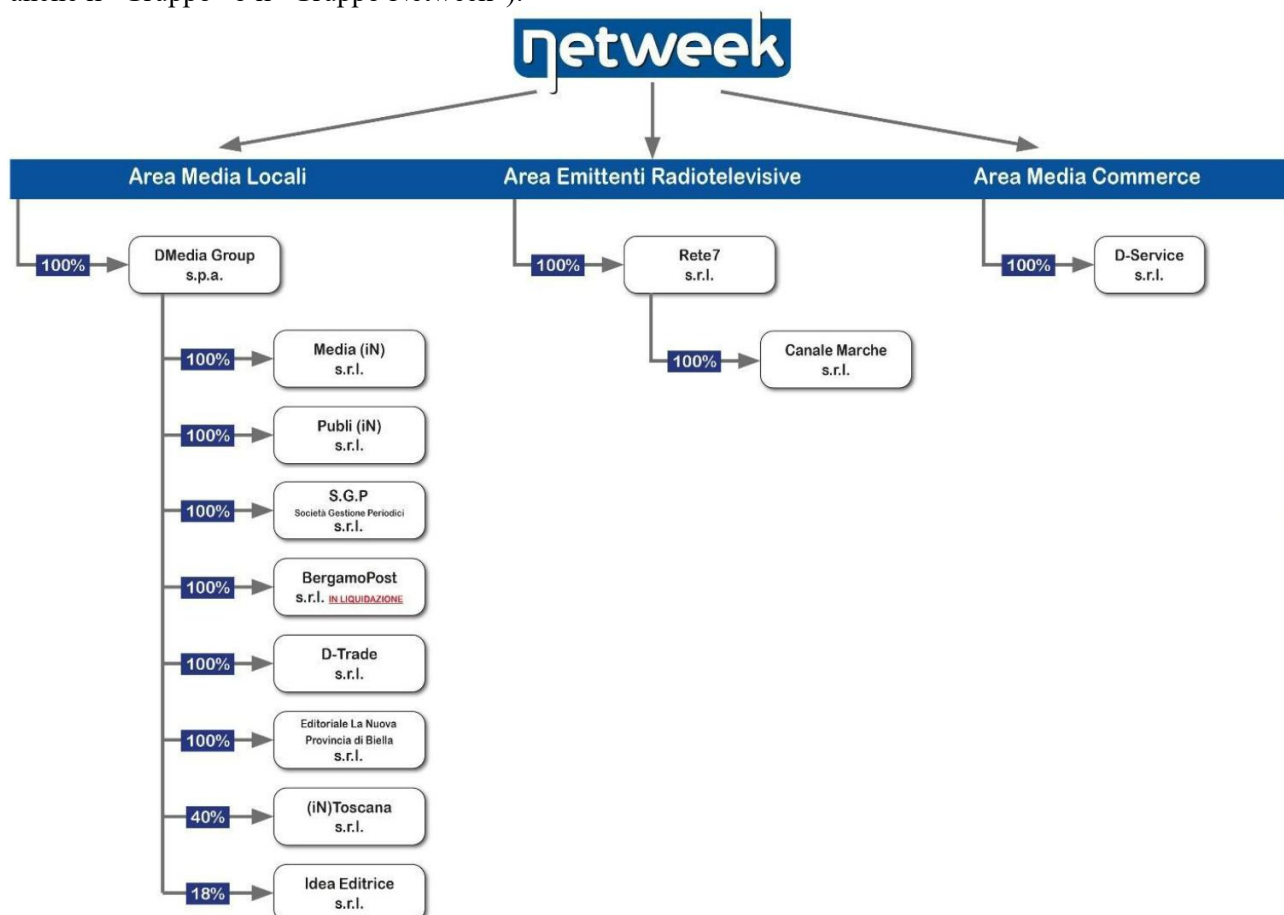 anche il "Gruppo" o il "Gruppo Netweek").
netweek
Area Media Locali
Area Emittenti Radiotelevisive
Area Media Commerce
100%
DMedia Group
s.p.a.
100%
Rete7
s.r.l.
100%
D-Service
s.r.l.
100%
Media (iN)
s.r.l.
100%
Canale Marche
s.r.l.
100%
Publi (iN)
s.r.l.
100%
S.G.P
Società Gestione Periodici
s.r.l.
100%
BergamoPost
s.r.l. IN LIQUIDAZIONE
100%
D-Trade
s.r.l.
100%
Editoriale La Nuova
Provincia di Biella
s.r.l.
40%
(iN)Toscana
s.r.l.
18%
Idea Editrice
s.r.l.